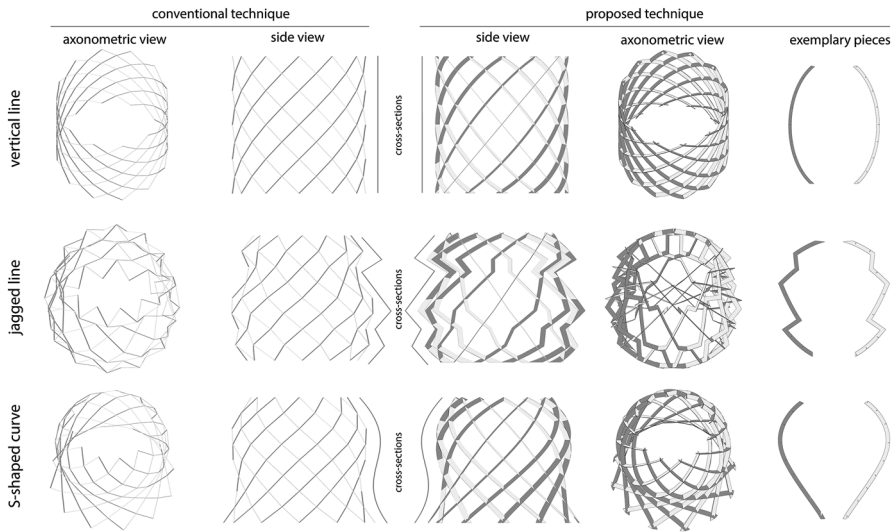 conventional technique
proposed technique
axonometric view
side view
side view
axonometric view
exemplary pieces
vertical line
cross-sections
jagged line
cross-sections
S-shaped curve
cross-sections